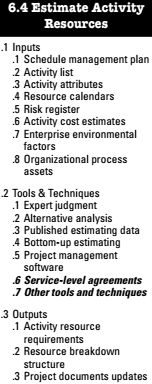 6.4 Estimate Activity
Resources
.1 Inputs
.1 Schedule management plan
.2 Activity list
.3 Activity attributes
.4 Resource calendars
.5 Risk register
.6 Activity cost estimates
.7 Enterprise environmental
factors
.8 Organizational process
assets
.2 Tools & Techniques
.1 Expert judgment
.2 Alternative analysis
.3 Published estimating data
.4 Bottom-up estimating
.5 Project management
software
.6 Service-level agreements
.7 Other tools and techniques
.3 Outputs
.1 Activity resource
requirements
.2 Resource breakdown
structure
.3 Project documents updates